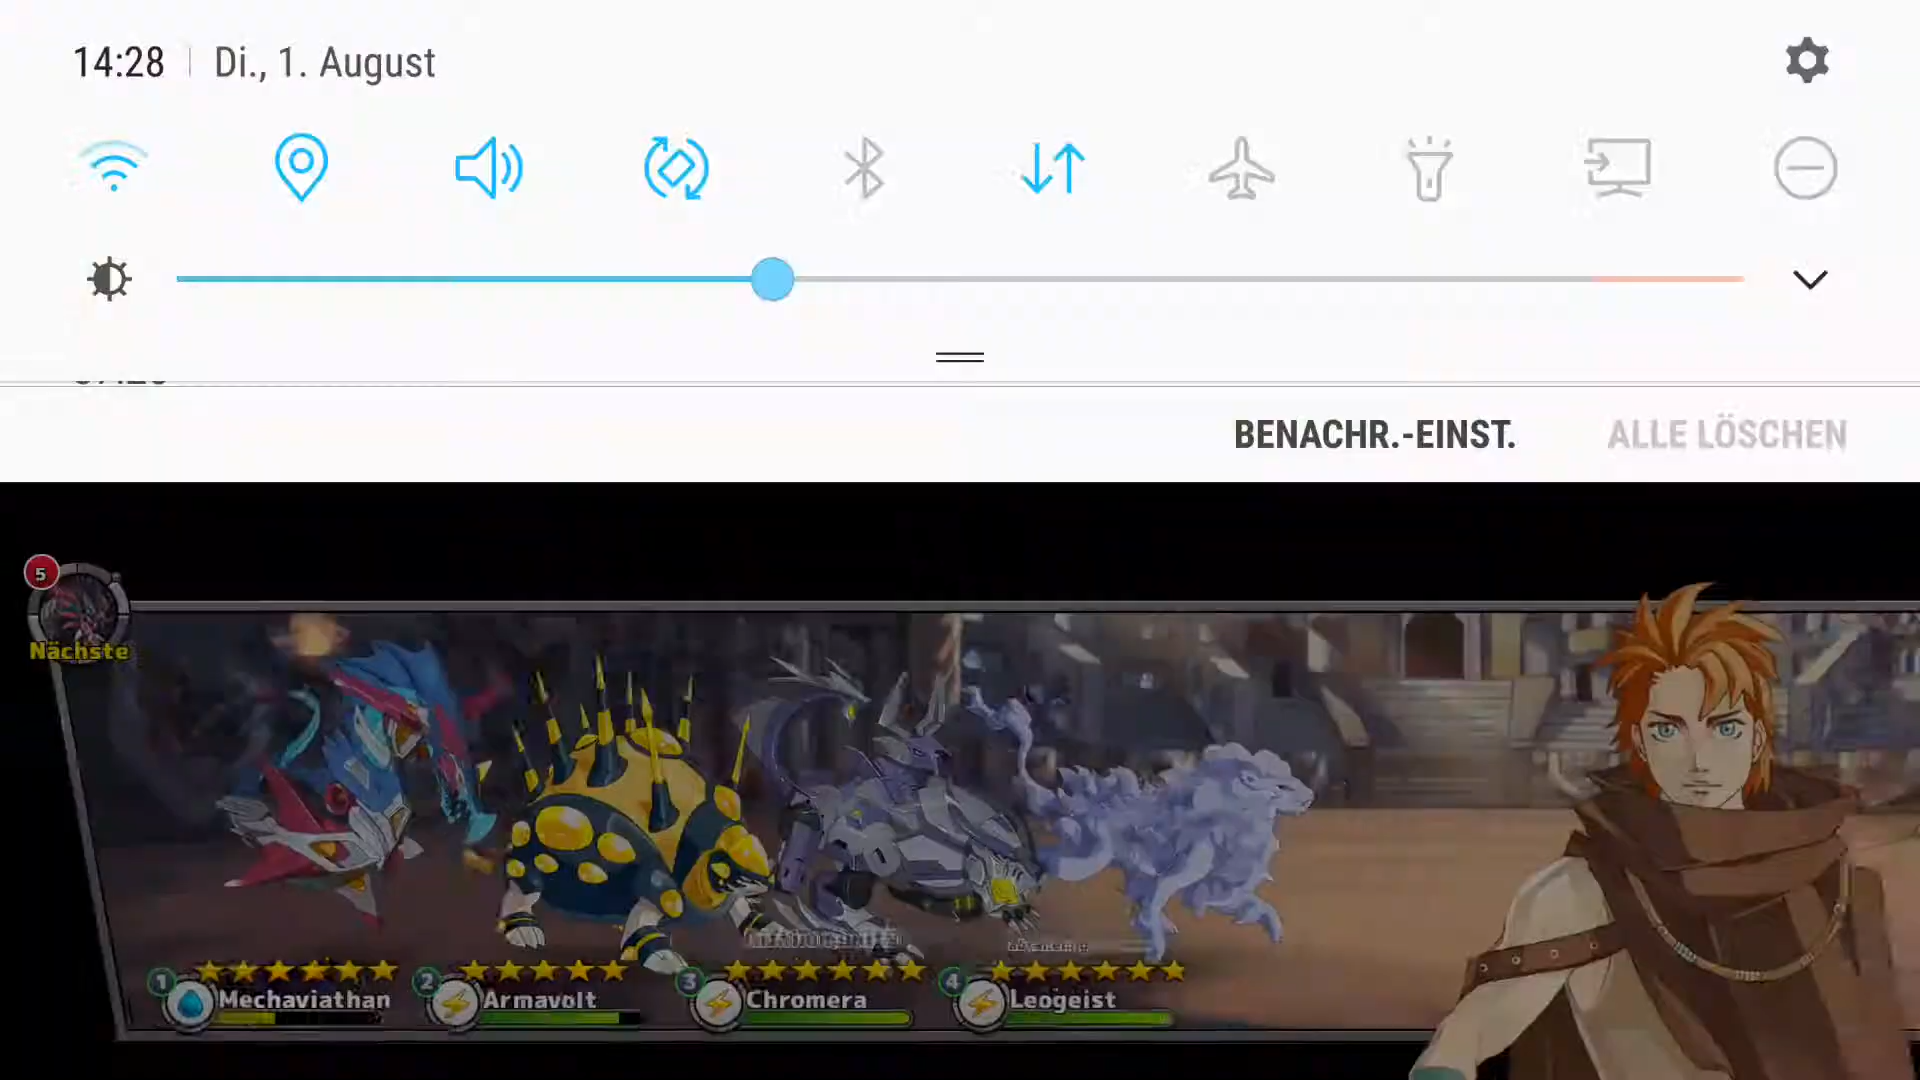 14:28 Di., 1. August
BENACHR.-EINST. ALLE LÖSCHEN
5
Nächste
1 Mechaviathan
2 Armavolt
3 Chromera
4 Leogeist